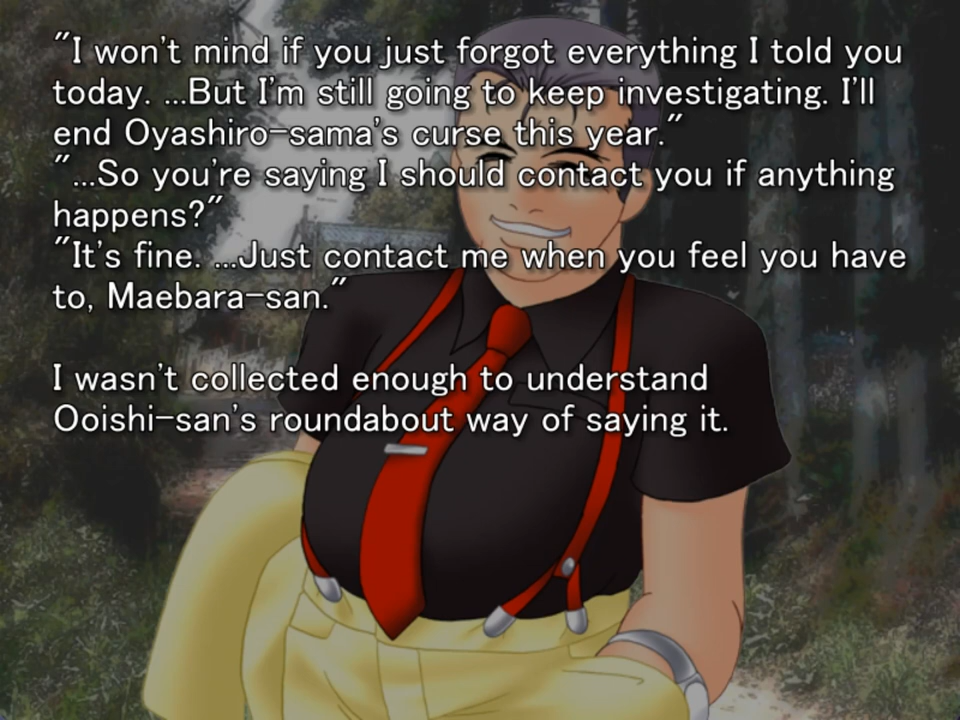 "I won't mind if you just forgot everything I told you
today. ...But I'm still going to keep investigating. I'll
end Oyashiro-sama's curse this year."
"...So you're saying I should contact you if anything
happens?"
"It's fine. ...Just contact me when you feel you have
to, Maebara-san."
I wasn't collected enough to understand
Ooishi-san's roundabout way of saying it.